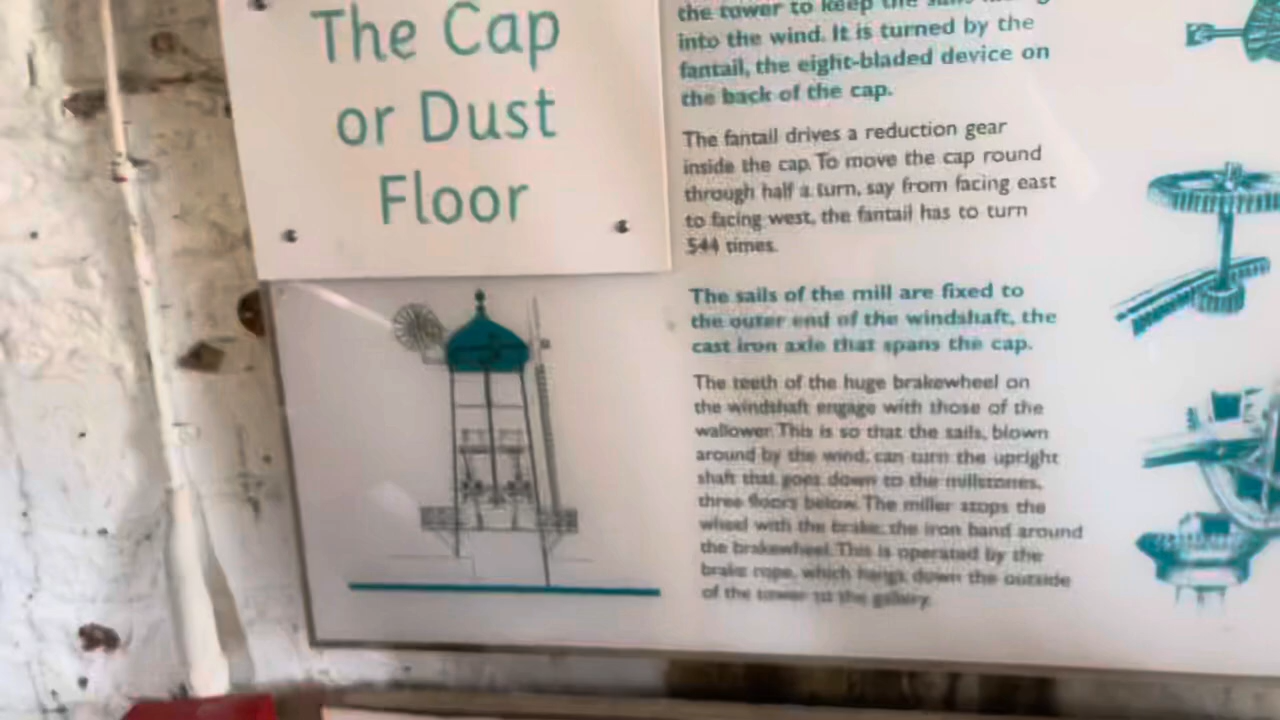 The Cap
or Dust
Floor
the tower to keep the sails facing
into the wind. It is turned by the
fantail, the eight-bladed device on
the back of the cap.
The fantail drives a reduction gear
inside the cap. To move the cap round
through half a turn, say from facing east
to facing west, the fantail has to turn
544 times.
The sails of the mill are fixed to
the outer end of the windshaft, the
cast iron axle that spans the cap.
The teeth of the huge brakewheel on
the windshaft engage with those of the
wallower. This is so that the sails, blown
around by the wind, can turn the upright
shaft that goes down to the millstones,
three floors below. The miller stops the
wheel with the brake: the iron band around
the brakewheel. This is operated by the
brake rope, which hangs down the outside
of the tower to the gallery.